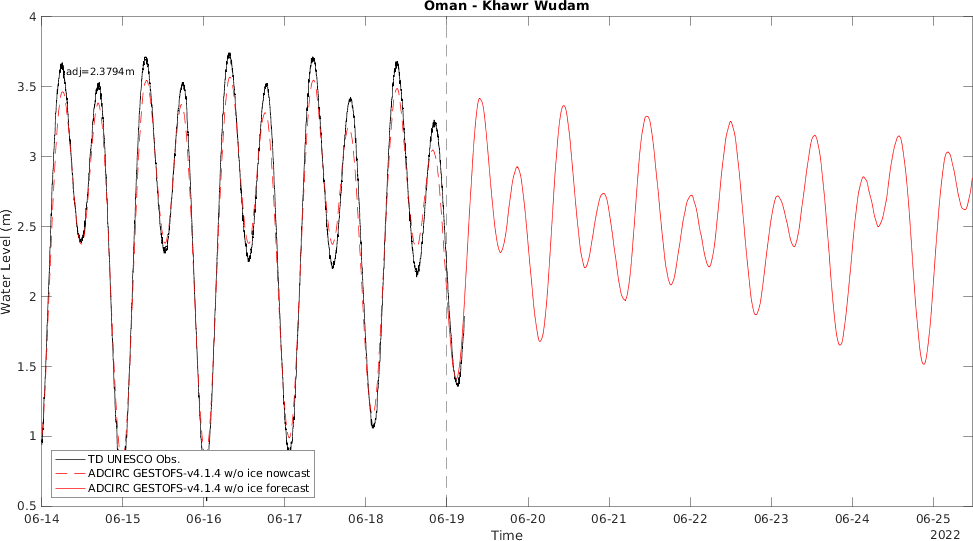 Oman - Khawr Wudam
4
adj=2.3794m
3.5
3
2.5
2
1.5
1
0.5
Water Level (m)
TD UNESCO Obs.
ADCIRC GESTOFS-v4.1.4 w/o ice nowcast
ADCIRC GESTOFS-v4.1.4 w/o ice forecast
06-14 06-15 06-16 06-17 06-18 06-19 06-20 06-21 06-22 06-23 06-24 06-25
Time
2022